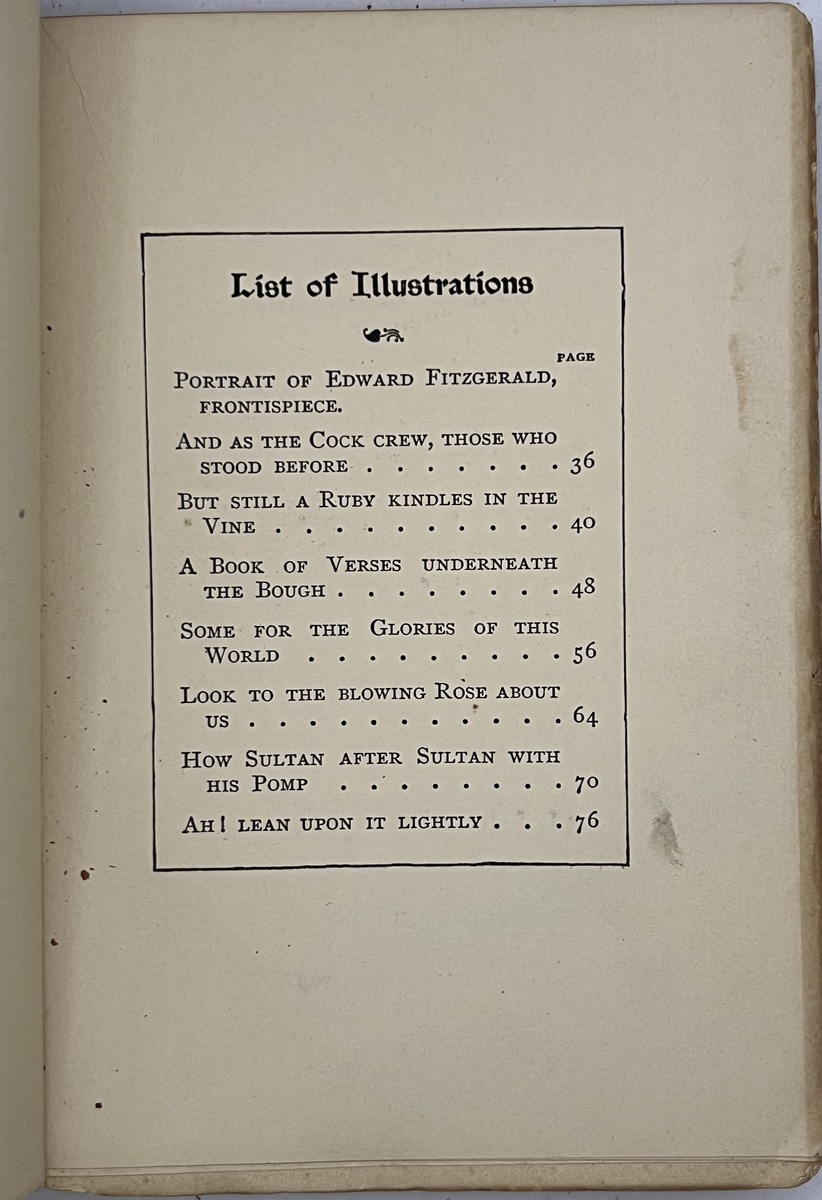 List of Illustrations
PAGE
PORTRAIT OF EDWARD FITZGERALD,
FRONTISPIECE.
AND AS THE COCK CREW, THOSE WHO
STOOD BEFORE . . . . . . . 36
BUT STILL A RUBY KINDLES IN THE
VINE . . . . . . . . . . 40
A BOOK OF VERSES UNDERNEATH
THE BOUGH . . . . . . . . 48
SOME FOR THE GLORIES OF THIS
WORLD . . . . . . . . . 56
LOOK TO THE BLOWING ROSE ABOUT
US . . . . . . . . . . . 64
HOW SULTAN AFTER SULTAN WITH
HIS POMP . . . . . . . . 70
AH! LEAN UPON IT LIGHTLY . . . 76